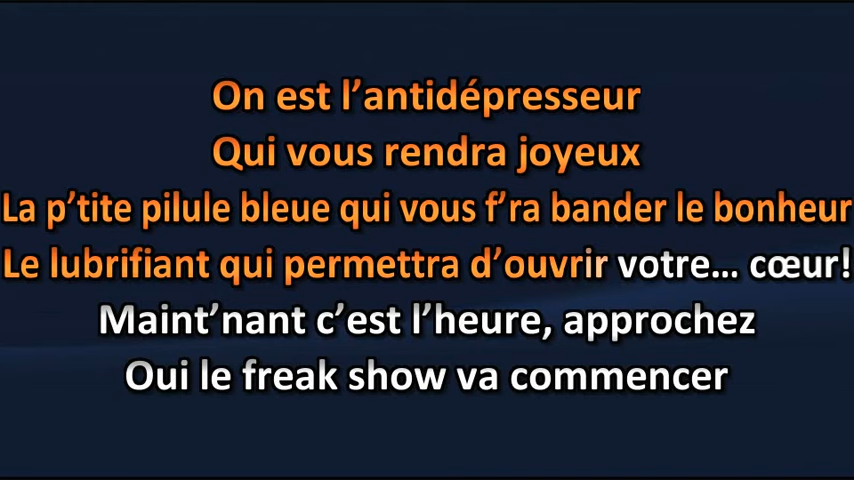 On est l’antidépresseur
Qui vous rendra joyeux
La p’tite pilule bleue qui vous f’ra bander le bonheur
Le lubrifiant qui permettra d’ouvrir votre... cœur!
Maint’nant c’est l’heure, approchez
Oui le freak show va commencer